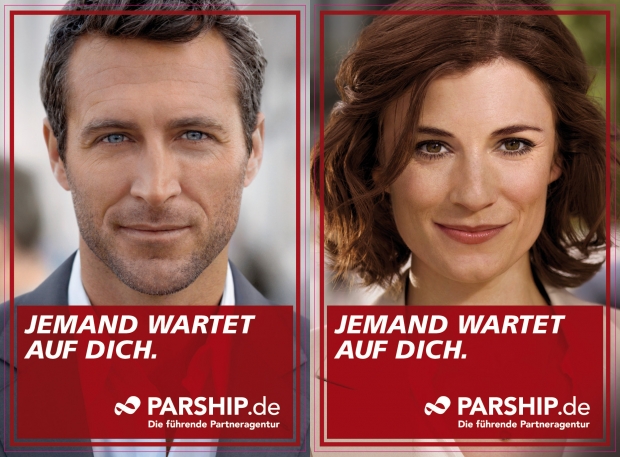 JEMAND WARTET
AUF DICH.
PARSHIP.de
Die führende Partneragentur
JEMAND WARTET
AUF DICH.
PARSHIP.de
Die führende Partneragentur